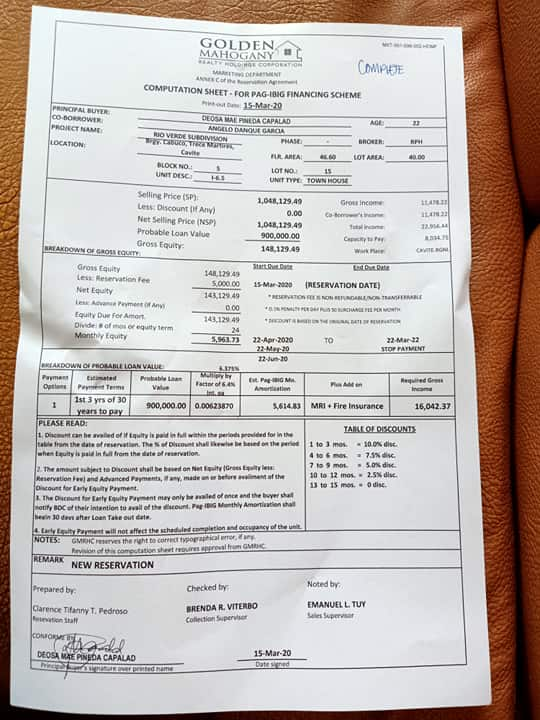 GOLDEN
MAHOGANY
REALTY HOLDINGS CORPORATION
COMPLETE
MARKETING DEPARTMENT
ANNEX C of the Reservation Agreement
COMPUTATION SHEET - FOR PAG-IBIG FINANCING SCHEME
Print-out Date: 15-Mar-20
PRINCIPAL BUYER: DEOSA MAE PINEDA CAPALAD AGE: 22
CO-BORROWER: ANGELO DANQUE GARCIA
PROJECT NAME: RIO VERDE SUBDIVISION PHASE: - BROKER: RPH
LOCATION: Brgy. Cabuco, Trece Martires, Cavite FLR. AREA: 46.60 LOT AREA: 40.00
BLOCK NO.: 5 LOT NO.: 15
UNIT DESC.: I-6.5 UNIT TYPE: TOWN HOUSE
Selling Price (SP): 1,048,129.49 Gross Income: 11,478.22
Less: Discount (If Any) 0.00 Co-Borrower's Income: 11,478.22
Net Selling Price (NSP) 1,048,129.49 Total Income: 22,956.44
Probable Loan Value 900,000.00 Capacity to Pay: 8,034.75
Gross Equity: 148,129.49 Work Place: CAVITE-RGNL
BREAKDOWN OF GROSS EQUITY: Start Due Date End Due Date
Gross Equity 148,129.49
Less: Reservation Fee 5,000.00 15-Mar-2020 (RESERVATION DATE)
Net Equity 143,129.49 * RESERVATION FEE IS NON-REFUNDABLE/NON-TRANSFERRABLE
Less: Advance Payment (If Any) 0.00 PENALTY PER DAY PLUS 50 SURCHARGE FEE PER MONTH
Equity Due For Amort. 143,129.49 * DISCOUNT IS BASED ON THE ORIGINAL DATE OF RESERVATION
Divide: # of mos or equity term 24
Monthly Equity 5,963.73 22-Apr-2020 TO 22-Mar-22
22-May-20 STOP PAYMENT
22-Jun-20
BREAKDOWN OF PROBABLE LOAN VALUE: 6.375%
Payment Options Estimated Payment Terms Probable Loan Value Multiply by Factor of 6.4% Int. Est. Pag-IBIG Mo. Amortization Plus Add on Required Gross Income
1 1st 3 yrs of 30 years to pay 900,000.00 0.00623870 5,614.83 MRI + Fire Insurance 16,042.37
PLEASE READ:
1. Discount can be availed of if Equity is paid in full within the periods provided for in the
table from the date of reservation. The % of Discount shall likewise be based on the period
when Equity is paid in full from the date of reservation.
2. The amount subject to Discount shall be based on Net Equity (Gross Equity less:
Reservation Fee) and Advanced Payments, if any, made on or before availment of the
Discount for Early Equity Payment.
3. The Discount for Early Equity Payment may only be availed of once and the buyer shall
notify BDC of their intention to avail of the discount. Pag-IBIG Monthly Amortization shall
begin 30 days after Loan Take out date.
4. Early Equity Payment will not affect the scheduled completion and occupancy of the unit.
TABLE OF DISCOUNTS
1 to 3 mos. = 10.0% disc.
4 to 6 mos. = 7.5% disc.
7 to 9 mos. = 5.0% disc.
10 to 12 mos. = 2.5% disc.
13 to 15 mos. = 0 disc.
NOTES: GMRHC reserves the right to correct typographical error, if any.
Revision of this computation sheet requires approval from GMRHC.
REMARK NEW RESERVATION
Prepared by: Checked by: Noted by:
Clarence Tifanny T. Pedroso BRENDA R. VITERBO EMANUEL L. TUY
Resevation Staff Collection Supervisor Sales Supervisor
CONFORME BY:
DEOSA MAE PINEDA CAPALAD 15-Mar-20
Principal Buyer's signature over printed name Date signed